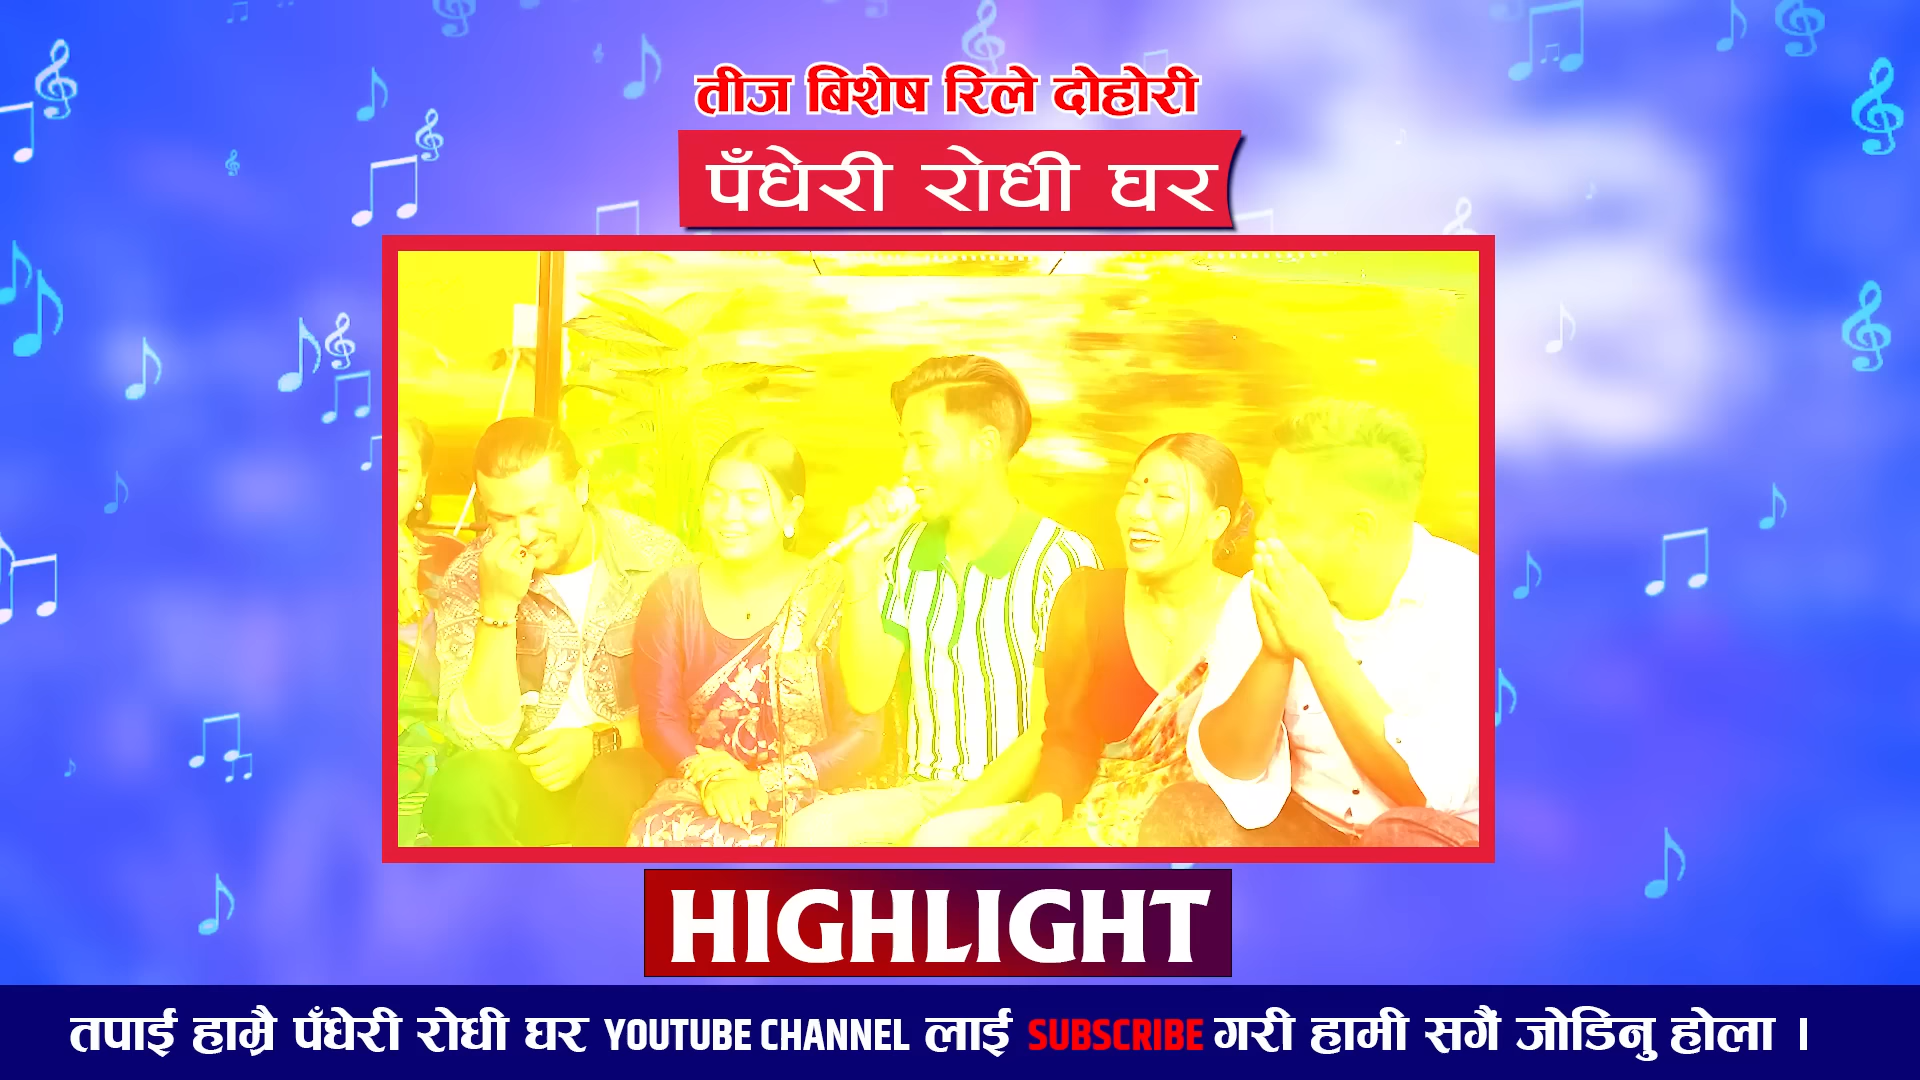 तीज बिशेष रिले दोहोरी
पँधेरी रोधी घर
HIGHLIGHT
तपाई हाम्रै पँधेरी रोधी घर YOUTUBE CHANNEL लाई SUBSCRIBE गरी हामी सगैं जोडिनु होला ।